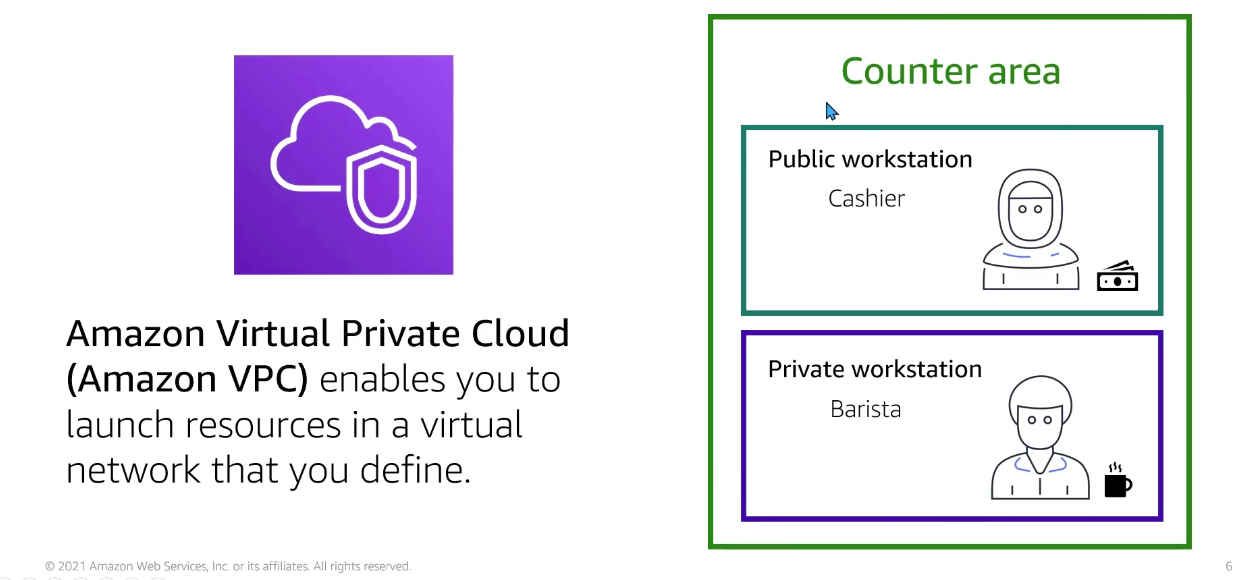 Amazon Virtual Private Cloud
(Amazon VPC) enables you to
launch resources in a virtual
network that you define.
Counter area
Public workstation
Cashier
Private workstation
Barista
© 2021 Amazon Web Services, Inc. or its affiliates. All rights reserved.
6